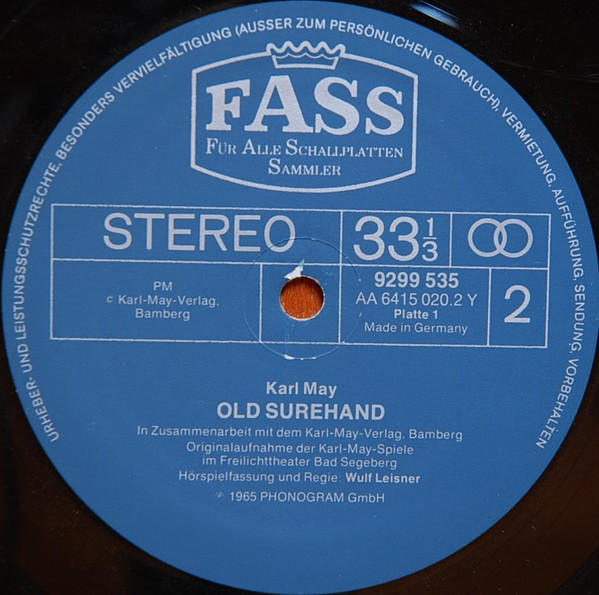 URHEBER- UND LEISTUNGSSCHUTZRECHTE, BESONDERS VERVIELFÄLTIGUNG (AUSSER ZUM PERSÖNLICHEN GEBRAUCH), VERMIETUNG, AUFFÜHRUNG, SENDUNG, VORBEHALTEN
FASS
FÜR ALLE SCHALLPLATTEN
SAMMLER
STEREO
33 1/3
PM
© Karl-May-Verlag,
Bamberg
9299 535
AA 6415 020.2 Y
Platte 1
Made in Germany
2
Karl May
OLD SUREHAND
In Zusammenarbeit mit dem Karl-May-Verlag, Bamberg
Originalaufnahme der Karl-May-Spiele
im Freilichttheater Bad Segeberg
Hörspielfassung und Regie: Wulf Leisner
℗ 1965 PHONOGRAM GmbH